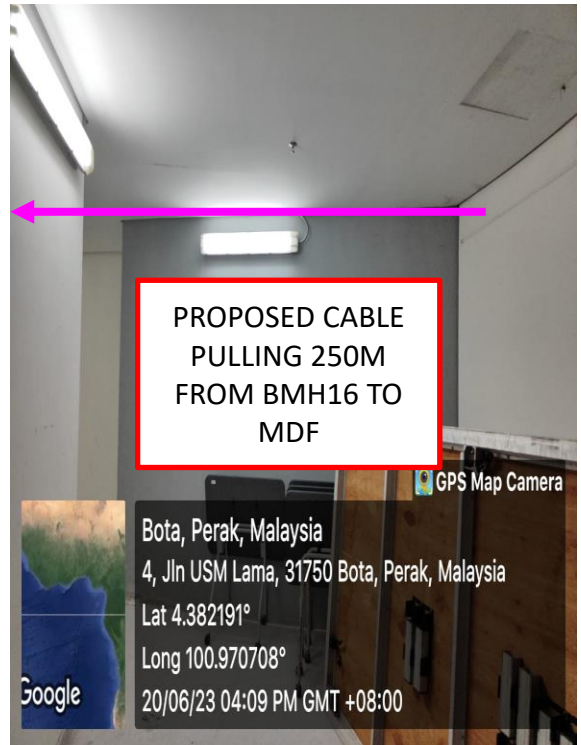 PROPOSED CABLE
PULLING 250M
FROM BMH16 TO
MDF
GPS Map Camera
Bota, Perak, Malaysia
4, Jln USM Lama, 31750 Bota, Perak, Malaysia
Lat 4.382191°
Long 100.970708°
Google
20/06/23 04:09 PM GMT +08:00